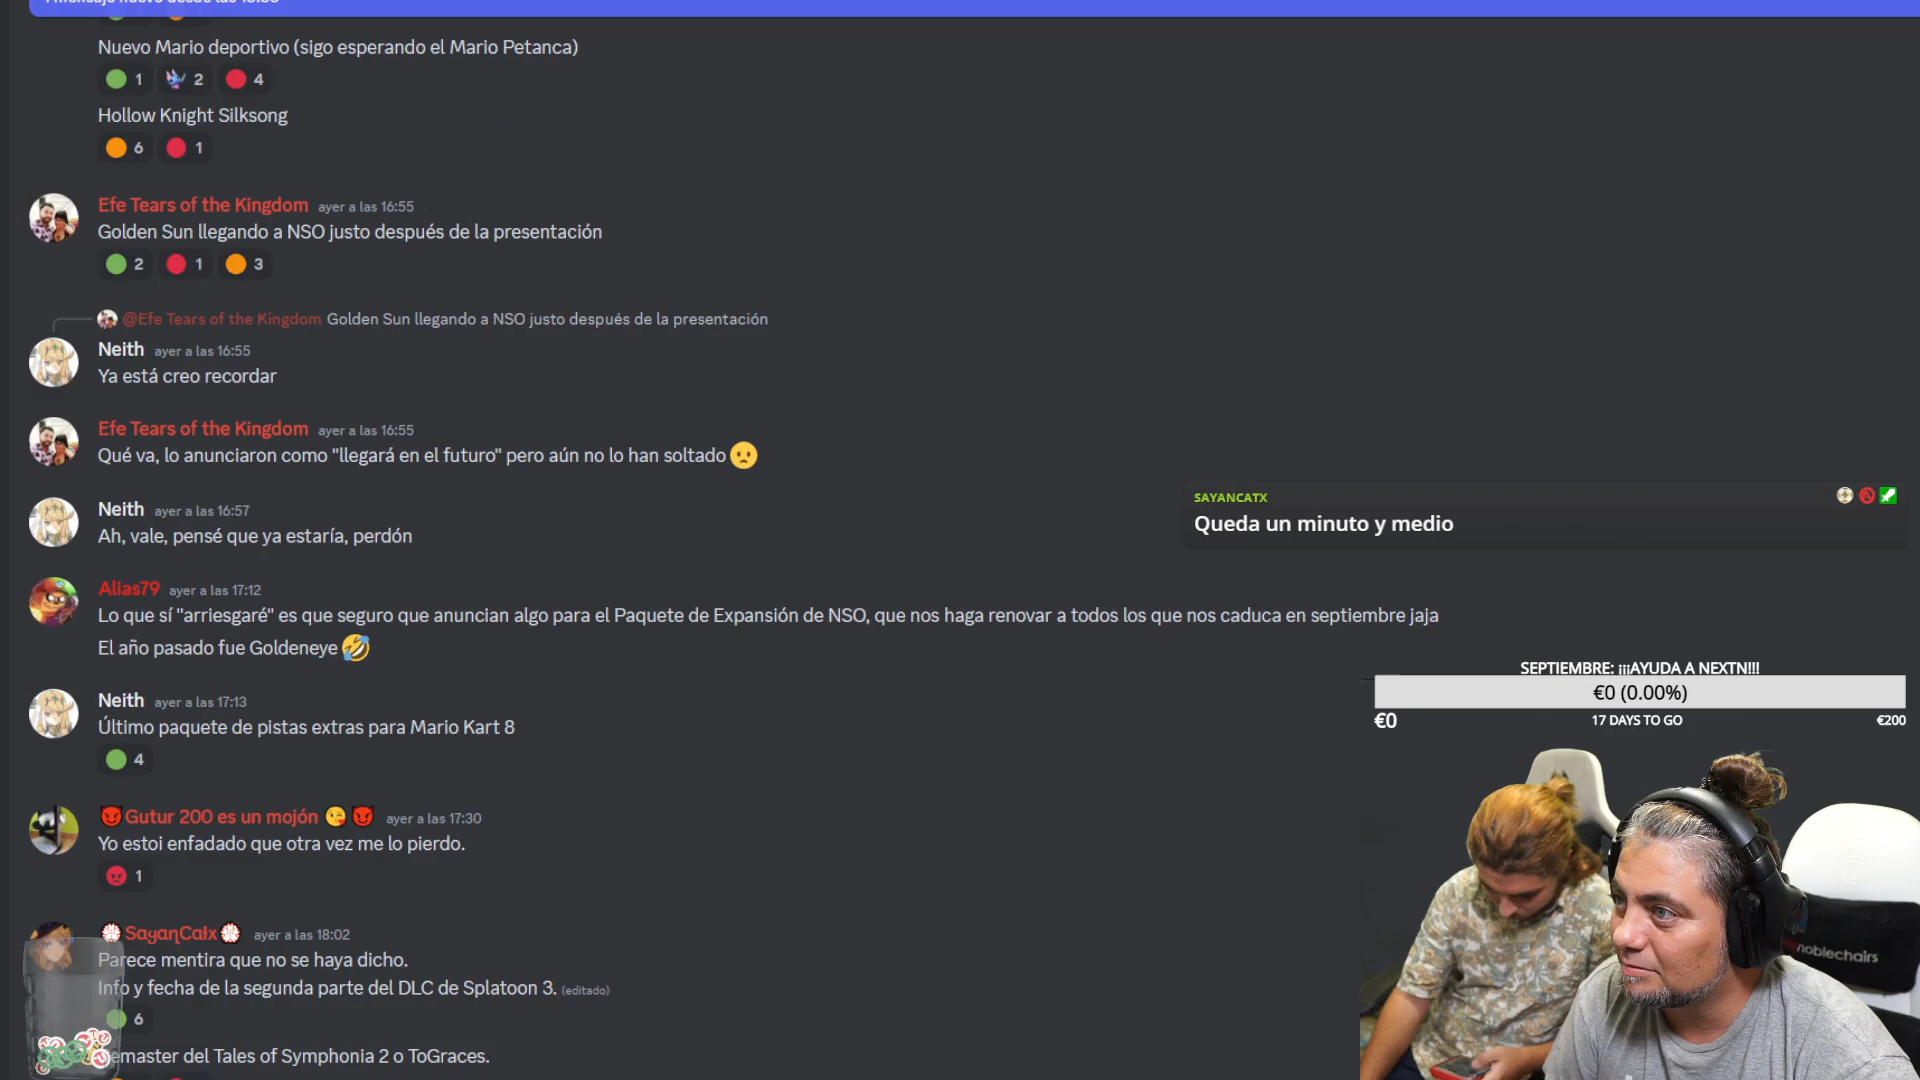 Nuevo Mario deportivo (sigo esperando el Mario Petanca)
1 2 4
Hollow Knight Silksong
6 1
Efe Tears of the Kingdom ayer a las 16:55
Golden Sun llegando a NSO justo después de la presentación
2 1 3
@Efe Tears of the Kingdom Golden Sun llegando a NSO justo después de la presentación
Neith ayer a las 16:55
Ya está creo recordar
Efe Tears of the Kingdom ayer a las 16:55
Qué va, lo anunciaron como "llegará en el futuro" pero aún no lo han soltado
Neith ayer a las 16:57
Ah, vale, pensé que ya estaría, perdón
SAYANCATX
Queda un minuto y medio
Alias79 ayer a las 17:12
Lo que sí "arriesgaré" es que seguro que anuncian algo para el Paquete de Expansión de NSO, que nos haga renovar a todos los que nos caduca en septiembre jaja
El año pasado fue Goldeneye
Neith ayer a las 17:13
Último paquete de pistas extras para Mario Kart 8
4
SEPTIEMBRE: ¡¡¡AYUDA A NEXTN!!!
€0 (0.00%)
€0 17 DAYS TO GO €200
Gutur 200 es un mojón ayer a las 17:30
Yo estoi enfadado que otra vez me lo pierdo.
1
SayanCatx ayer a las 18:02
Parece mentira que no se haya dicho.
Info y fecha de la segunda parte del DLC de Splatoon 3. (editado)
6
emaster del Tales of Symphonia 2 o ToGraces.
noblechairs